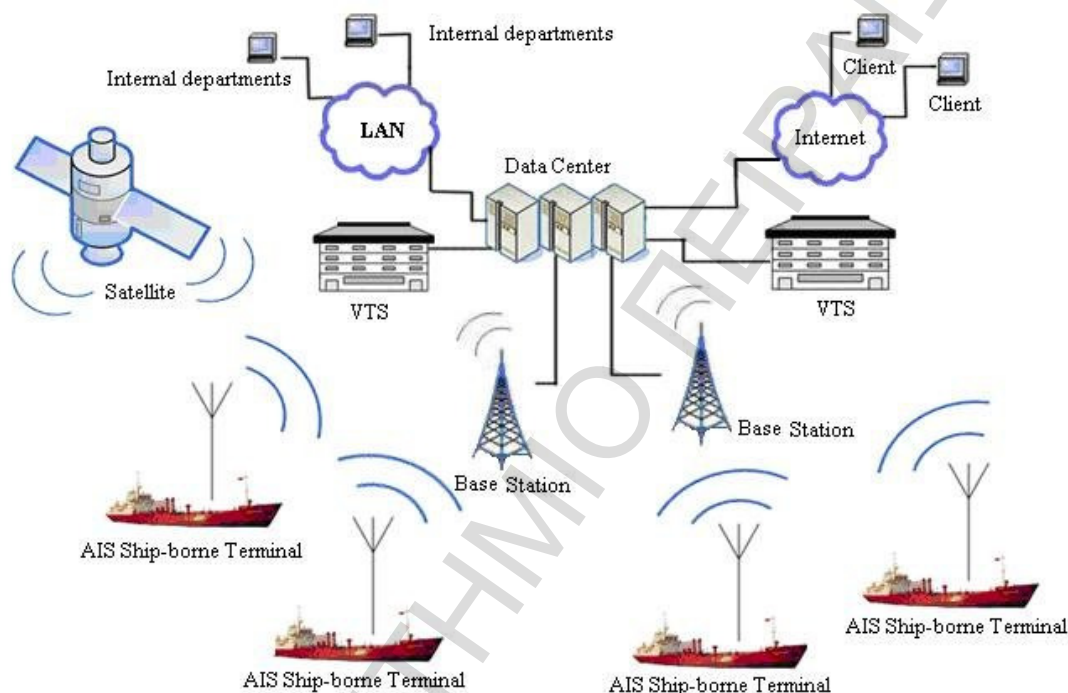 Internal departments
Internal departments
Client
Client
LAN
Internet
Data Center
Satellite
VTS
VTS
Base Station
Base Station
AIS Ship-borne Terminal
AIS Ship-borne Terminal
AIS Ship-borne Terminal
AIS Ship-borne Terminal